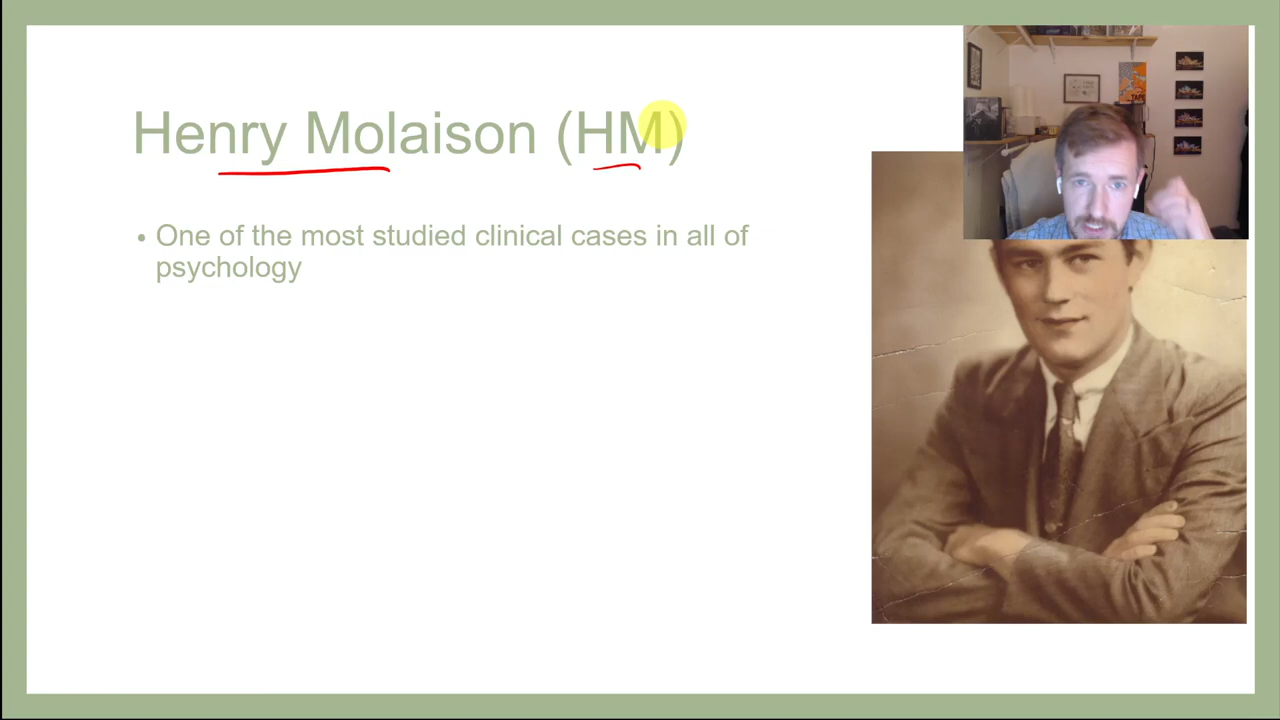 Henry Molaison (HM)
• One of the most studied clinical cases in all of
psychology